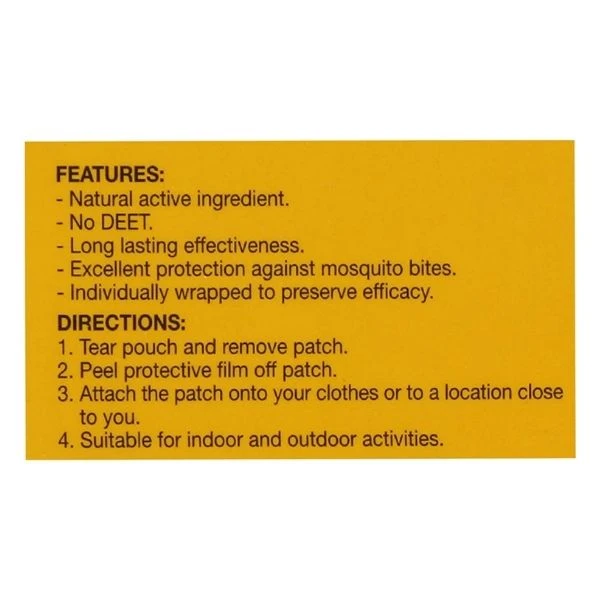 FEATURES:
- Natural active ingredient.
- No DEET.
- Long lasting effectiveness.
- Excellent protection against mosquito bites.
- Individually wrapped to preserve efficacy.
DIRECTIONS:
1. Tear pouch and remove patch.
2. Peel protective film off patch.
3. Attach the patch onto your clothes or to a location close
to you.
4. Suitable for indoor and outdoor activities.